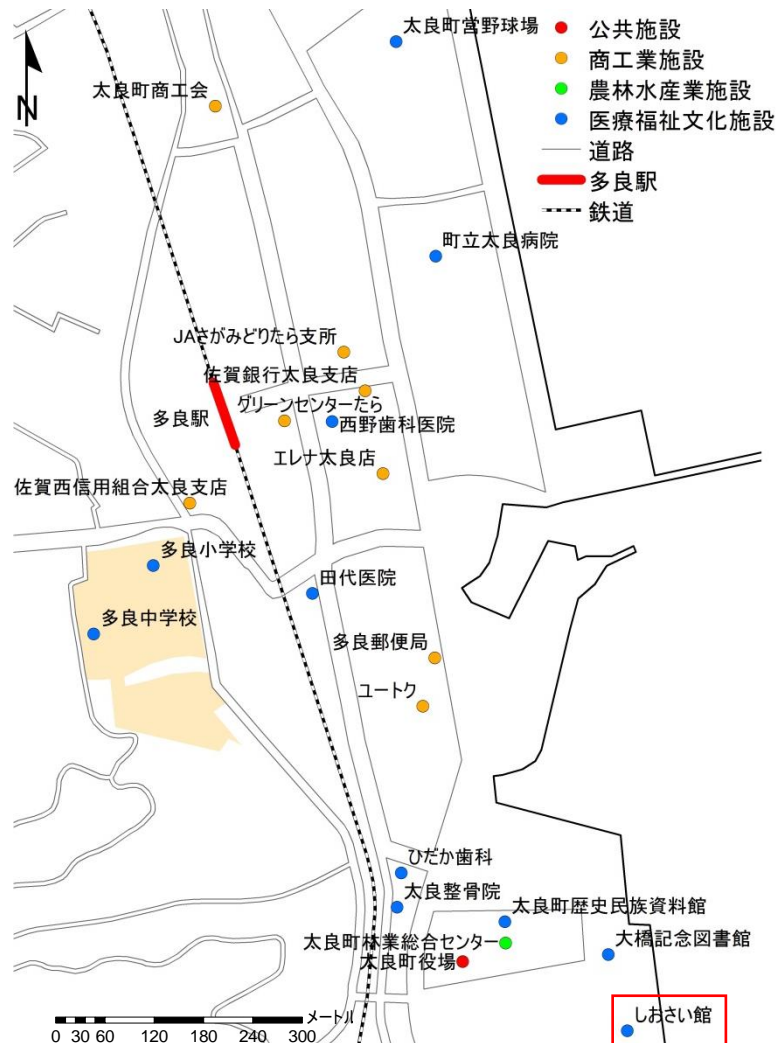 太良町営野球場
公共施設
商工業施設
農林水産業施設
医療福祉文化施設
道路
多良駅
鉄道
N
太良町商工会
町立太良病院
JAさがみどりたら支所
佐賀銀行太良支店
グリーンセンターたら
多良駅
西野歯科医院
エレナ太良店
佐賀西信用組合太良支店
多良小学校
田代医院
多良中学校
多良郵便局
ユートク
ひだか歯科
太良整骨院
太良町歴史民族資料館
太良町林業総合センター
大橋記念図書館
太良町役場
しおさい館
メートル
0 30 60 120 180 240 300